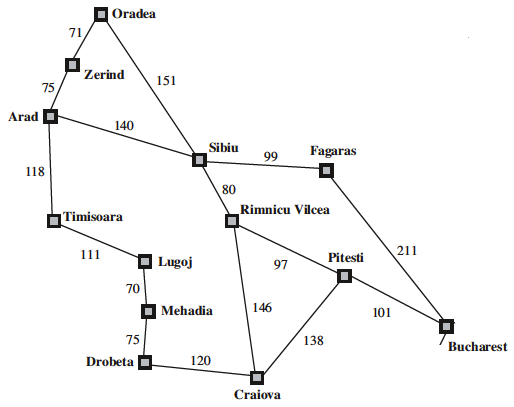 Oradea
71
Zerind
151
75
Arad
140
Sibiu
99
Fagaras
118
80
Rimnicu Vilcea
Timisoara
211
111
Lugoj
97
Pitesti
70
146
101
Mehadia
138
75
Bucharest
Drobeta
120
Craiova